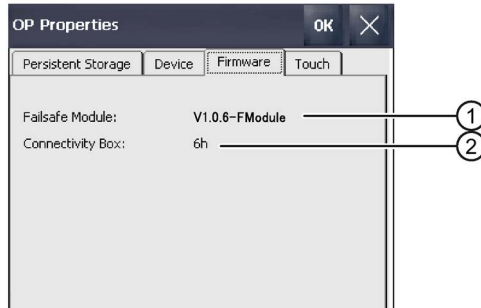 OP Properties OK
Persistent Storage Device Firmware Touch
Failsafe Module: V1.0.6-FModule 1
Connectivity Box: 6h 2